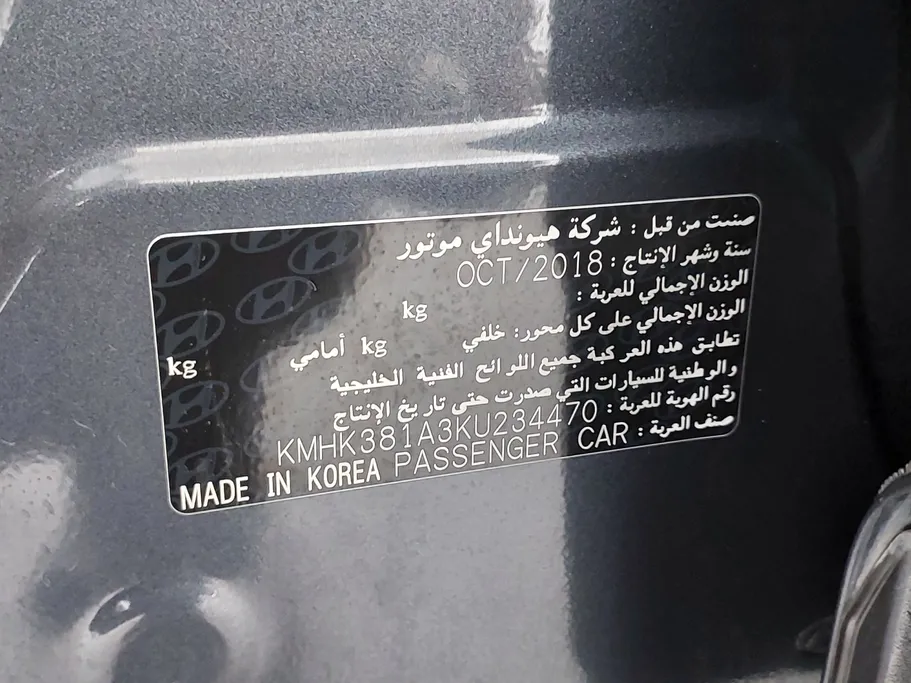 صنعت من قبل : شركة هيونداي موتور
سنة وشهر الإنتاج : OCT/2018
الوزن الإجمالي للعربة : kg
الوزن الإجمالي على كل محور: خلفي kg أمامي kg
تطابق هذه العركبة جميع اللوائح الفنية الخليجية
والوطنية للسيارات التي صدرت حتى تاريخ الإنتاج
رقم الهوية للعربة : KMHK381A3KU234470
صنف العربة : PASSENGER CAR
MADE IN KOREA